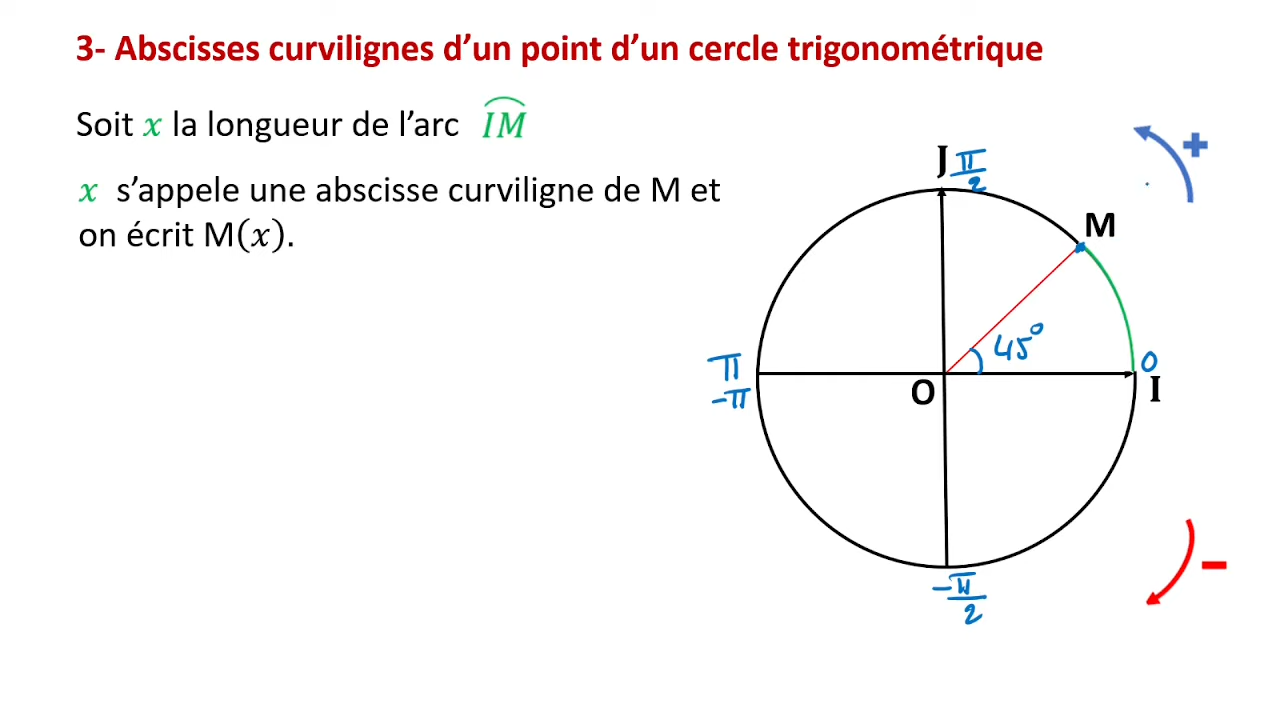 3- Abscisses curvilignes d’un point d’un cercle trigonométrique
Soit x la longueur de l’arc IM
x s’appele une abscisse curviligne de M et
on écrit M(x).
+
J π/2
M
45°
π
0
-π
O
I
-
-π/2